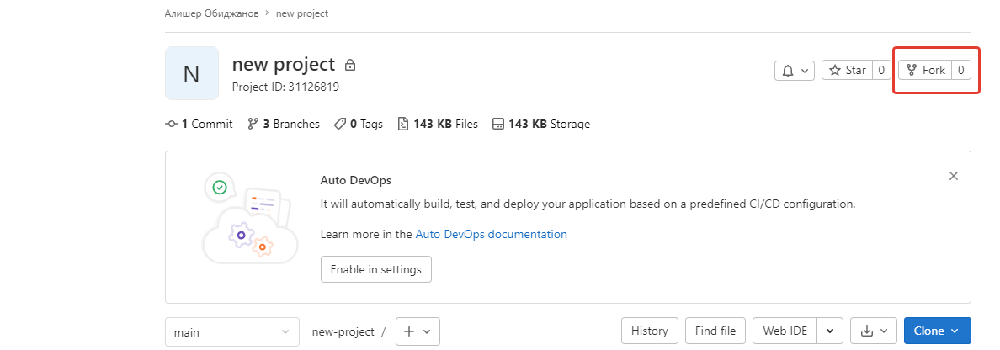 Алишер Обиджанов › new project
N
new project
Project ID: 31126819
Star 0
Fork 0
1 Commit 3 Branches 0 Tags 143 KB Files 143 KB Storage
Auto DevOps
It will automatically build, test, and deploy your application based on a predefined CI/CD configuration.
Learn more in the Auto DevOps documentation
Enable in settings
main new-project / + History Find file Web IDE Clone